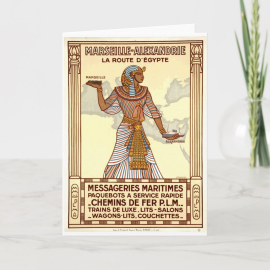 MARSEILLE-ALEXANDRIE
LA ROUTE D'ÉGYPTE
MARSEILLE
MESSAGERIES MARITIMES
PAQUEBOTS A SERVICE RAPIDE
CHEMINS DE FER P.L.M.
TRAINS DE LUXE, LITS-SALONS
WAGONS-LITS, COUCHETTES